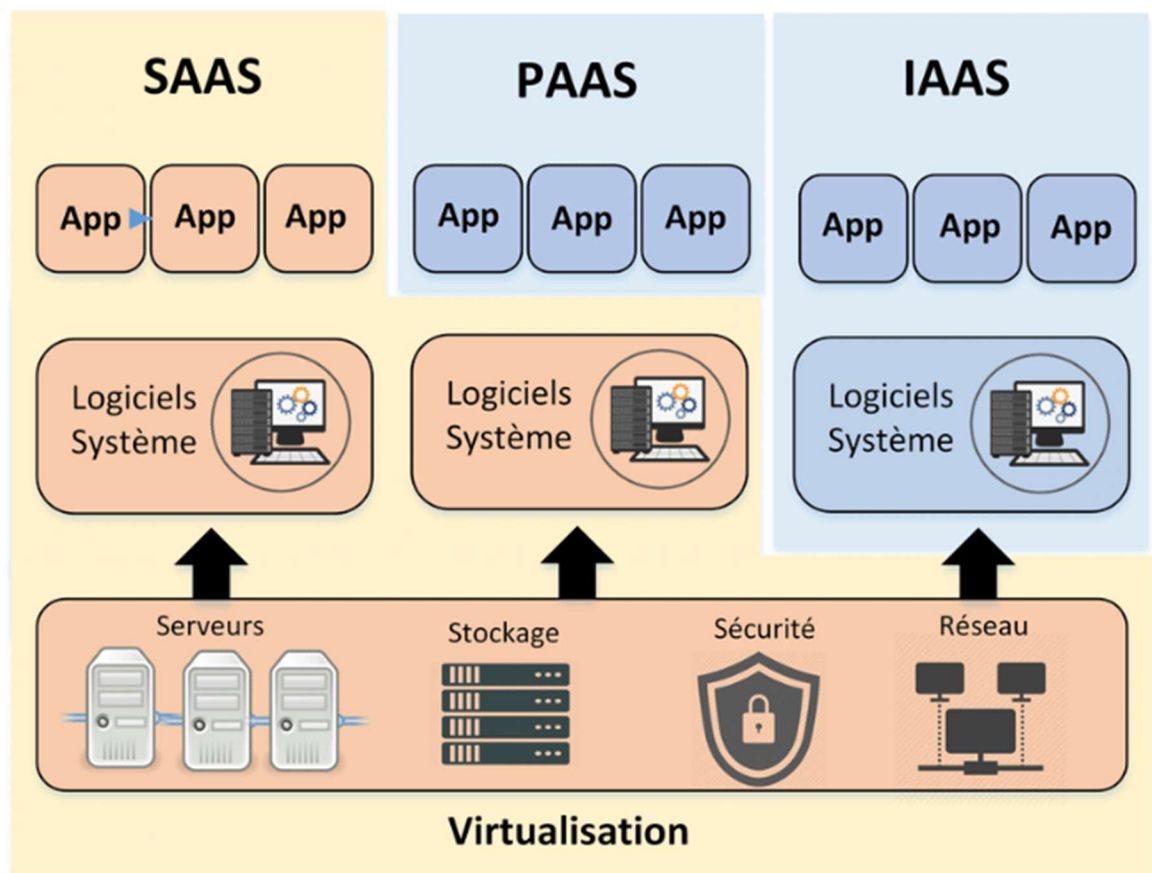 SAAS
PAAS
IAAS
App
App
App
App
App
App
App
App
App
Logiciels
Système
Logiciels
Système
Logiciels
Système
Serveurs
Stockage
Sécurité
Réseau
Virtualisation